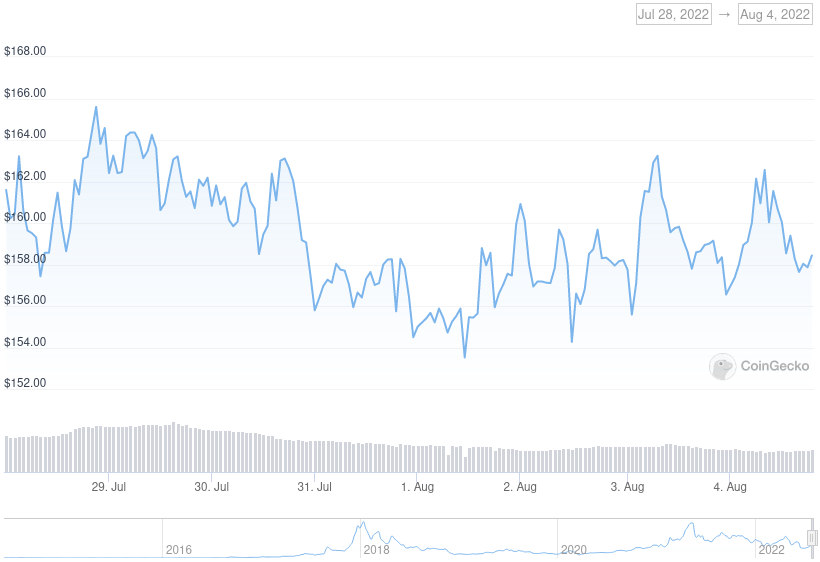 Jul 28, 2022 → Aug 4, 2022
$168.00
$166.00
$164.00
$162.00
$160.00
$158.00
$156.00
$154.00
CoinGecko
$152.00
29. Jul 30. Jul 31. Jul 1. Aug 2. Aug 3. Aug 4. Aug
2016 2018 2020 2022